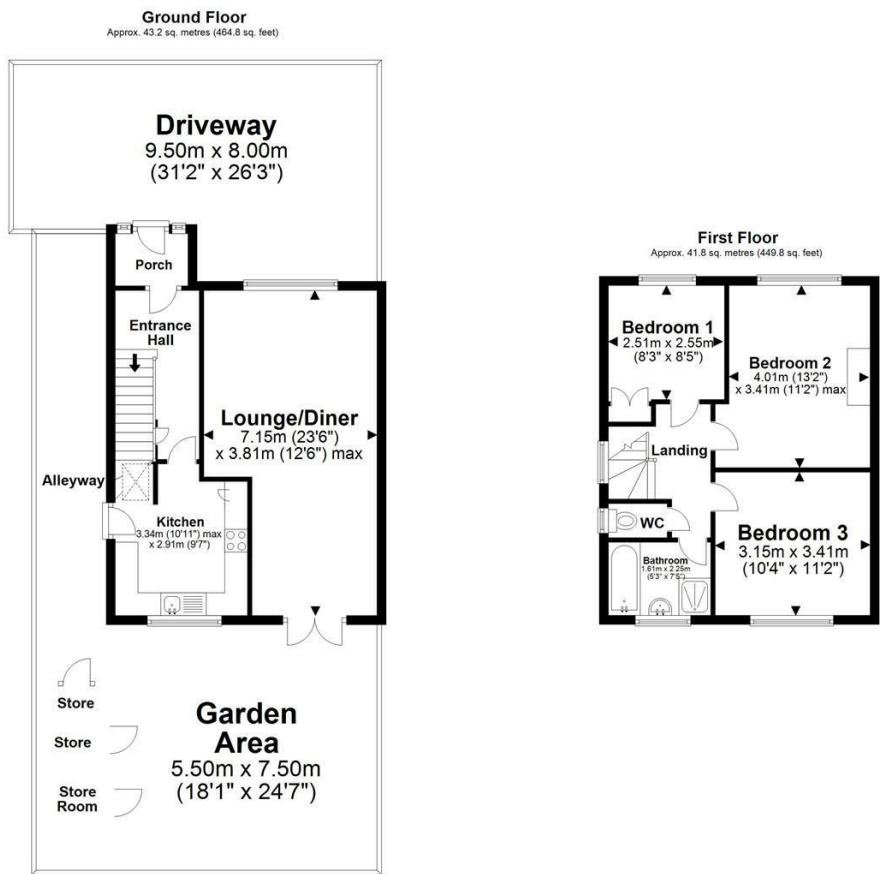 Ground Floor
Approx. 43.2 sq. metres (464.8 sq. feet)
Driveway
9.50m x 8.00m
(31'2" x 26'3")
Porch
Entrance
Hall
Lounge/Diner
7.15m (23'6")
x 3.81m (12'6") max
Alleyway
Kitchen
3.34m (10'11") max
x 2.91m (9'7")
Store
Store
Store
Room
Garden
Area
5.50m x 7.50m
(18'1" x 24'7")
First Floor
Approx. 41.8 sq. metres (449.8 sq. feet)
Bedroom 1
2.51m x 2.55m
(8'3" x 8'5")
Bedroom 2
4.01m (13'2")
x 3.41m (11'2") max
Landing
WC
Bathroom
1.61m x 2.25m
(5'3" x 7'5")
Bedroom 3
3.15m x 3.41m
(10'4" x 11'2")